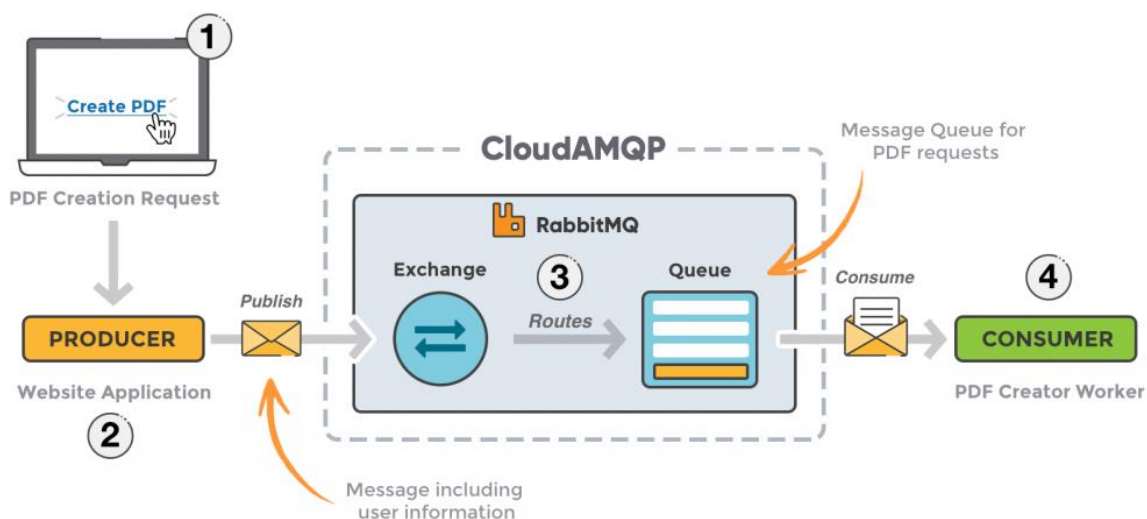 1
Create PDF
PDF Creation Request
PRODUCER
Website Application
2
Publish
Message including
user information
CloudAMQP
RabbitMQ
Exchange
3
Routes
Queue
Message Queue for
PDF requests
Consume
4
CONSUMER
PDF Creator Worker